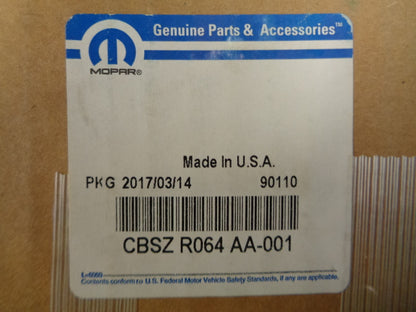 Genuine Parts & Accessories™
MOPAR®
Made In U.S.A.
PKG 2017/03/14 90110
CBSZ R064 AA-001
Contents conform to U.S. Federal Motor Vehicle Safety Standards, if any are applicable.